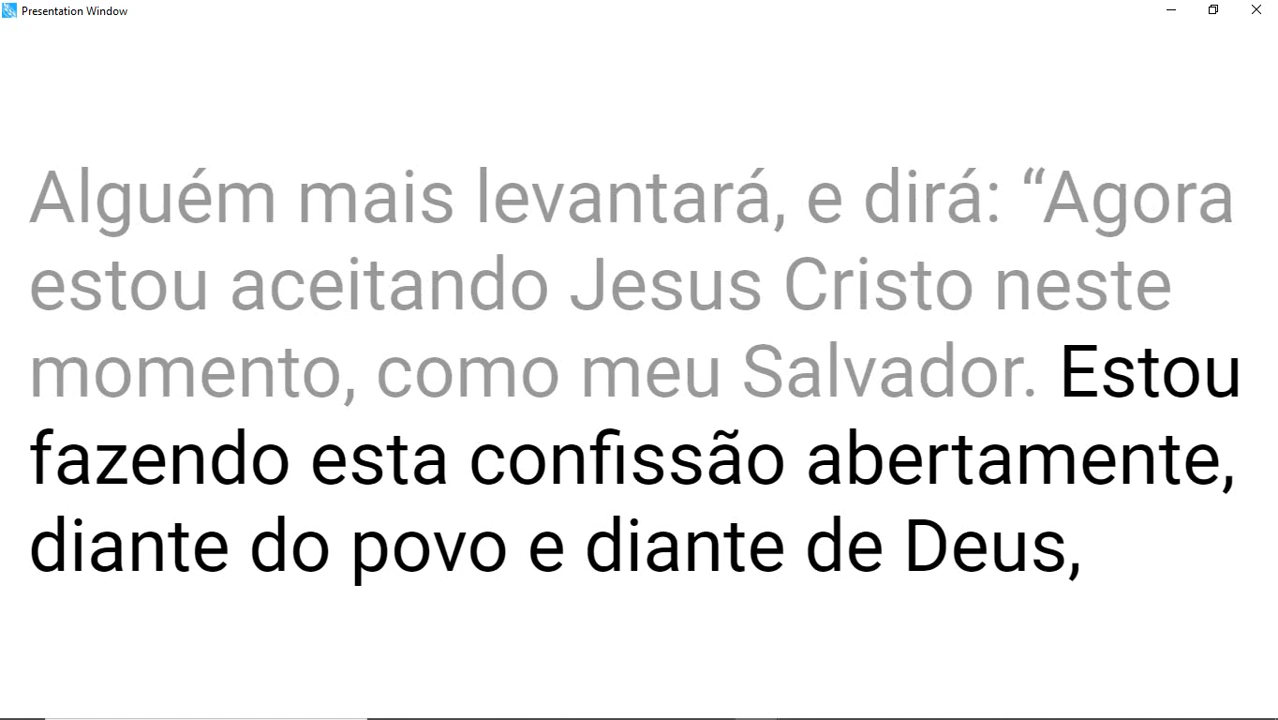 Presentation Window
Alguém mais levantará, e dirá: “Agora
estou aceitando Jesus Cristo neste
momento, como meu Salvador. Estou
fazendo esta confissão abertamente,
diante do povo e diante de Deus,